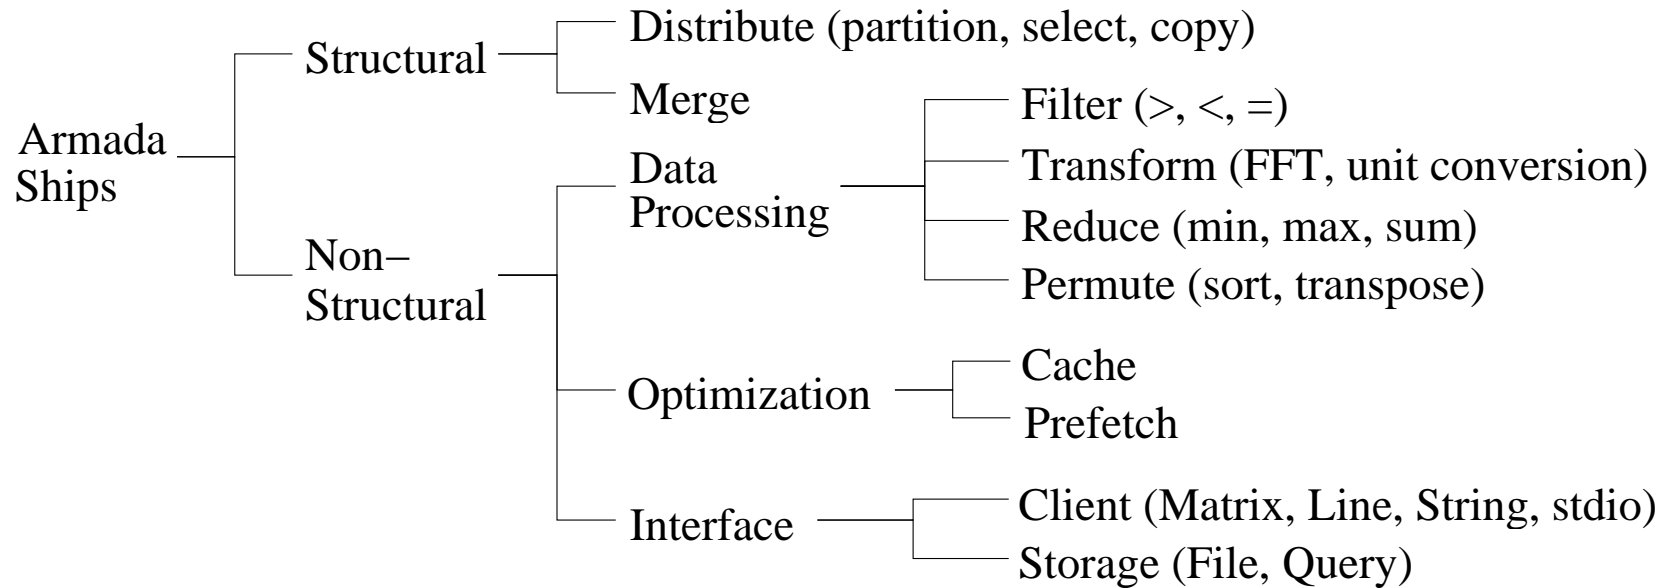 Armada
Ships
Structural
Distribute (partition, select, copy)
Merge
Non−
Structural
Data
Processing
Filter (>, <, =)
Transform (FFT, unit conversion)
Reduce (min, max, sum)
Permute (sort, transpose)
Optimization
Cache
Prefetch
Interface
Client (Matrix, Line, String, stdio)
Storage (File, Query)